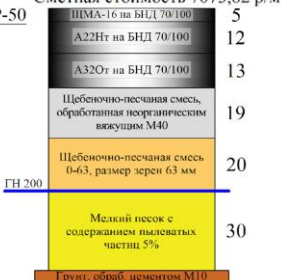 Р-50
Сметная стоимость 7075,82 р/м
ЩМА-16 на БНД 70/100 5
А22Нт на БНД 70/100 12
А32От на БНД 70/100 13
Щебеночно-песчаная смесь,
обработанная неорганическим
вяжущим М40
19
Щебеночно-песчаная смесь
0-63, размер зерен 63 мм
20
ГН 200
Мелкий песок с
содержанием пылеватых
частиц 5%
30
Грунт, обраб. цементом М10